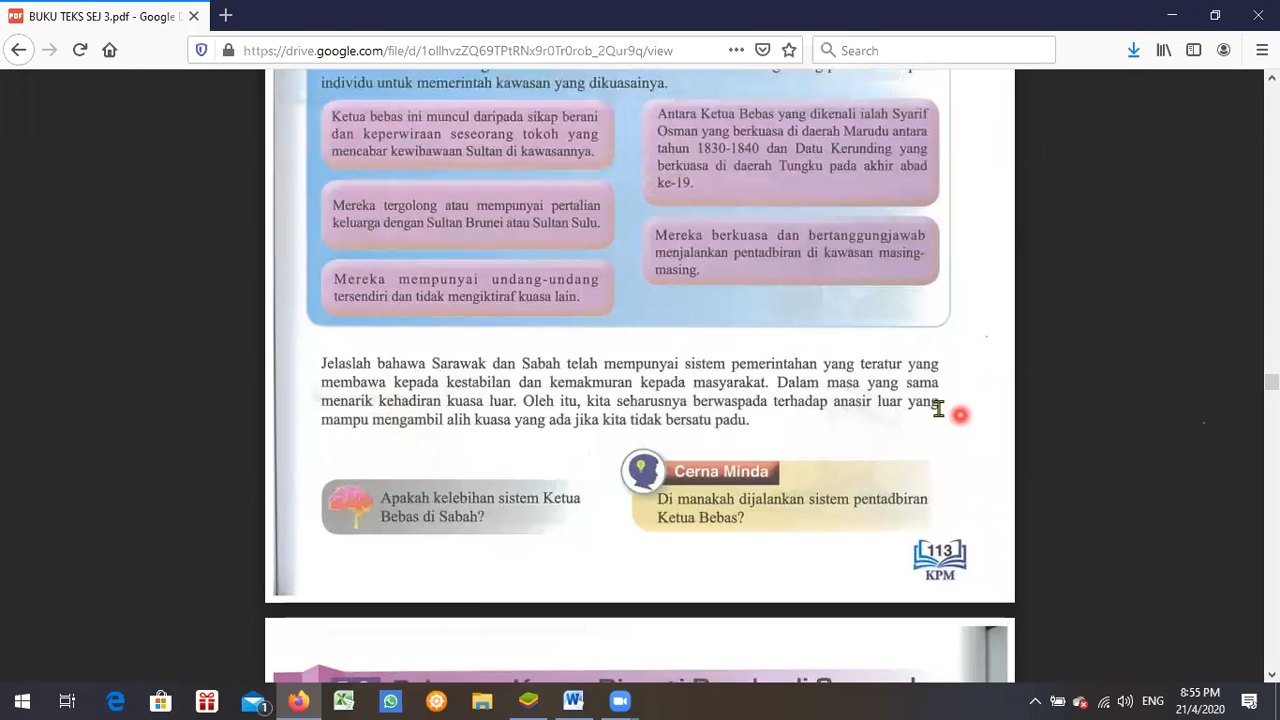 BUKU TEKS SEJ 3.pdf - Google D
https://drive.google.com/file/d/1ollhvzZQ69TPtRNx9r0Tr0rob_2Qur9q/view
Search
individu untuk memerintah kawasan yang dikuasainya.
Ketua bebas ini muncul daripada sikap berani
dan keperwiraan seseorang tokoh yang
mencabar kewibawaan Sultan di kawasannya.
Mereka tergolong atau mempunyai pertalian
keluarga dengan Sultan Brunei atau Sultan Sulu.
Mereka mempunyai undang-undang
tersendiri dan tidak mengiktiraf kuasa lain.
Antara Ketua Bebas yang dikenali ialah Syarif
Osman yang berkuasa di daerah Marudu antara
tahun 1830-1840 dan Datu Kerunding yang
berkuasa di daerah Tungku pada akhir abad
ke-19.
Mereka berkuasa dan bertanggungjawab
menjalankan pentadbiran di kawasan masing-
masing.
Jelaslah bahawa Sarawak dan Sabah telah mempunyai sistem pemerintahan yang teratur yang
membawa kepada kestabilan dan kemakmuran kepada masyarakat. Dalam masa yang sama
menarik kehadiran kuasa luar. Oleh itu, kita seharusnya berwaspada terhadap anasir luar yang
mampu mengambil alih kuasa yang ada jika kita tidak bersatu padu.
Apakah kelebihan sistem Ketua
Bebas di Sabah?
Cerna Minda
Di manakah dijalankan sistem pentadbiran
Ketua Bebas?
113
KPM
1
ENG
8:55 PM
21/4/2020